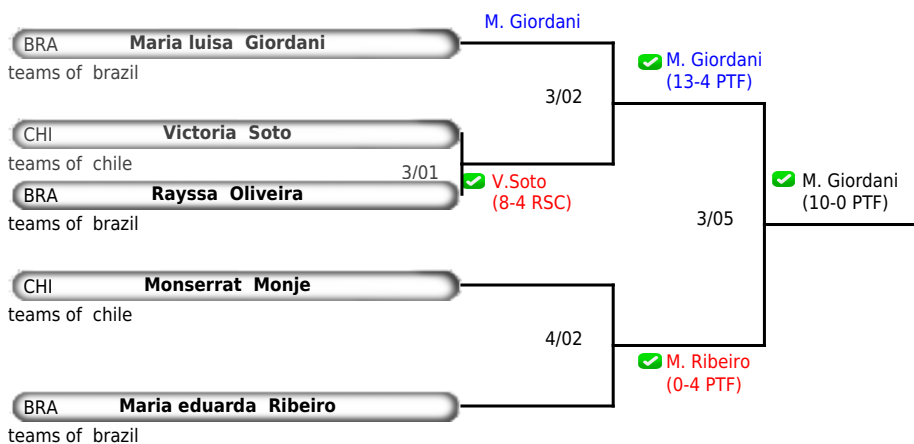 M. Giordani
BRA Maria luisa Giordani
teams of brazil
M. Giordani
(13-4 PTF)
3/02
CHI Victoria Soto
teams of chile
3/01
V.Soto
(8-4 RSC)
BRA Rayssa Oliveira
teams of brazil
M. Giordani
(10-0 PTF)
3/05
CHI Monserrat Monje
teams of chile
4/02
M. Ribeiro
(0-4 PTF)
BRA Maria eduarda Ribeiro
teams of brazil